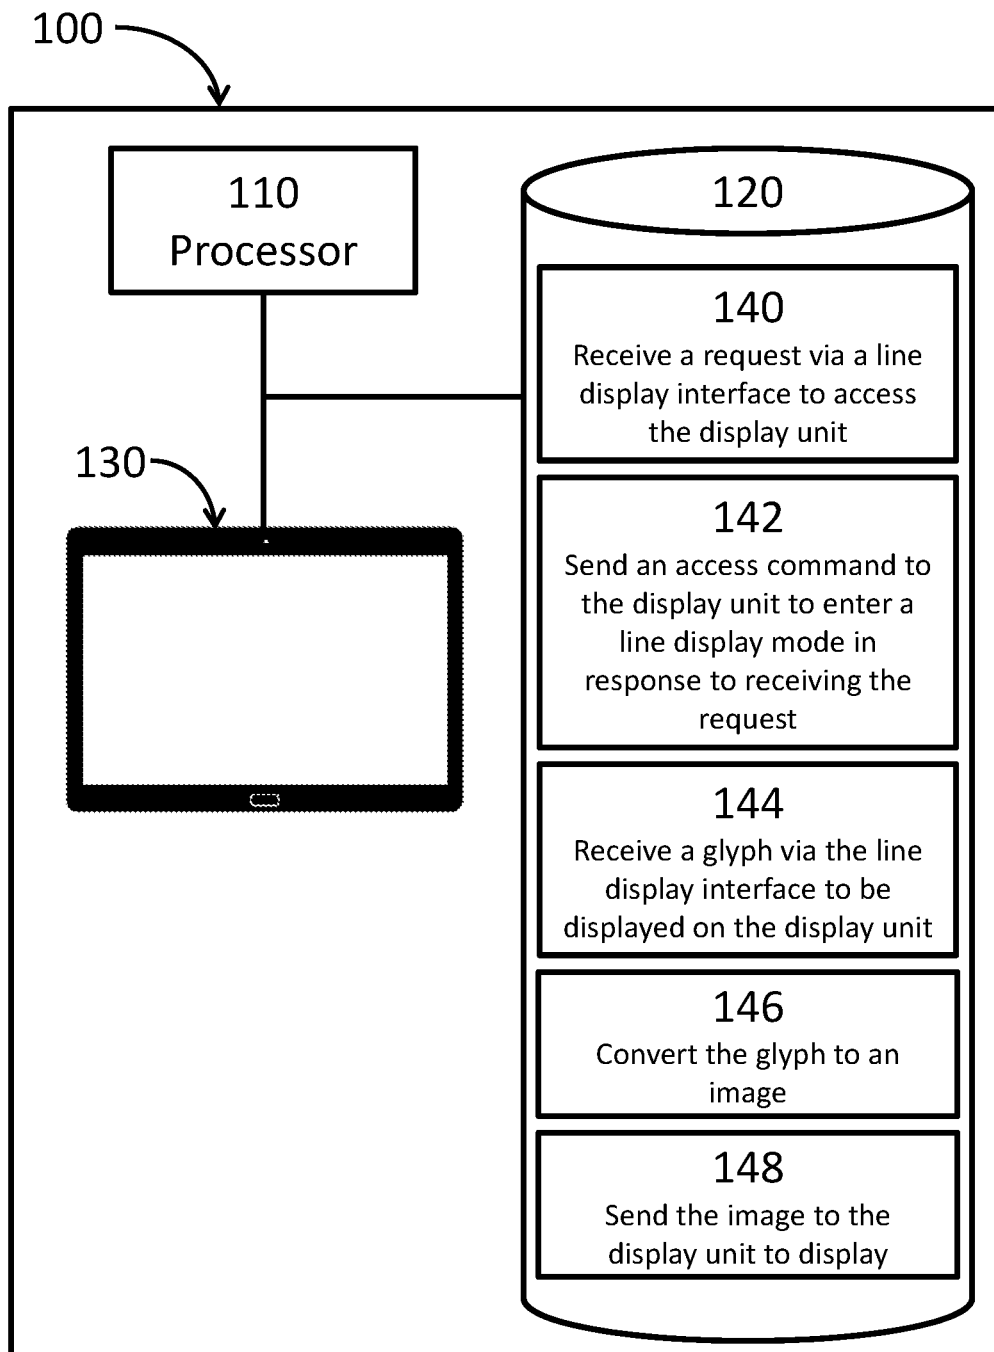 100
110
Processor
120
140
Receive a request via a line
display interface to access
the display unit
130
142
Send an access command to
the display unit to enter a
line display mode in
response to receiving the
request
144
Receive a glyph via the line
display interface to be
displayed on the display unit
146
Convert the glyph to an
image
148
Send the image to the
display unit to display